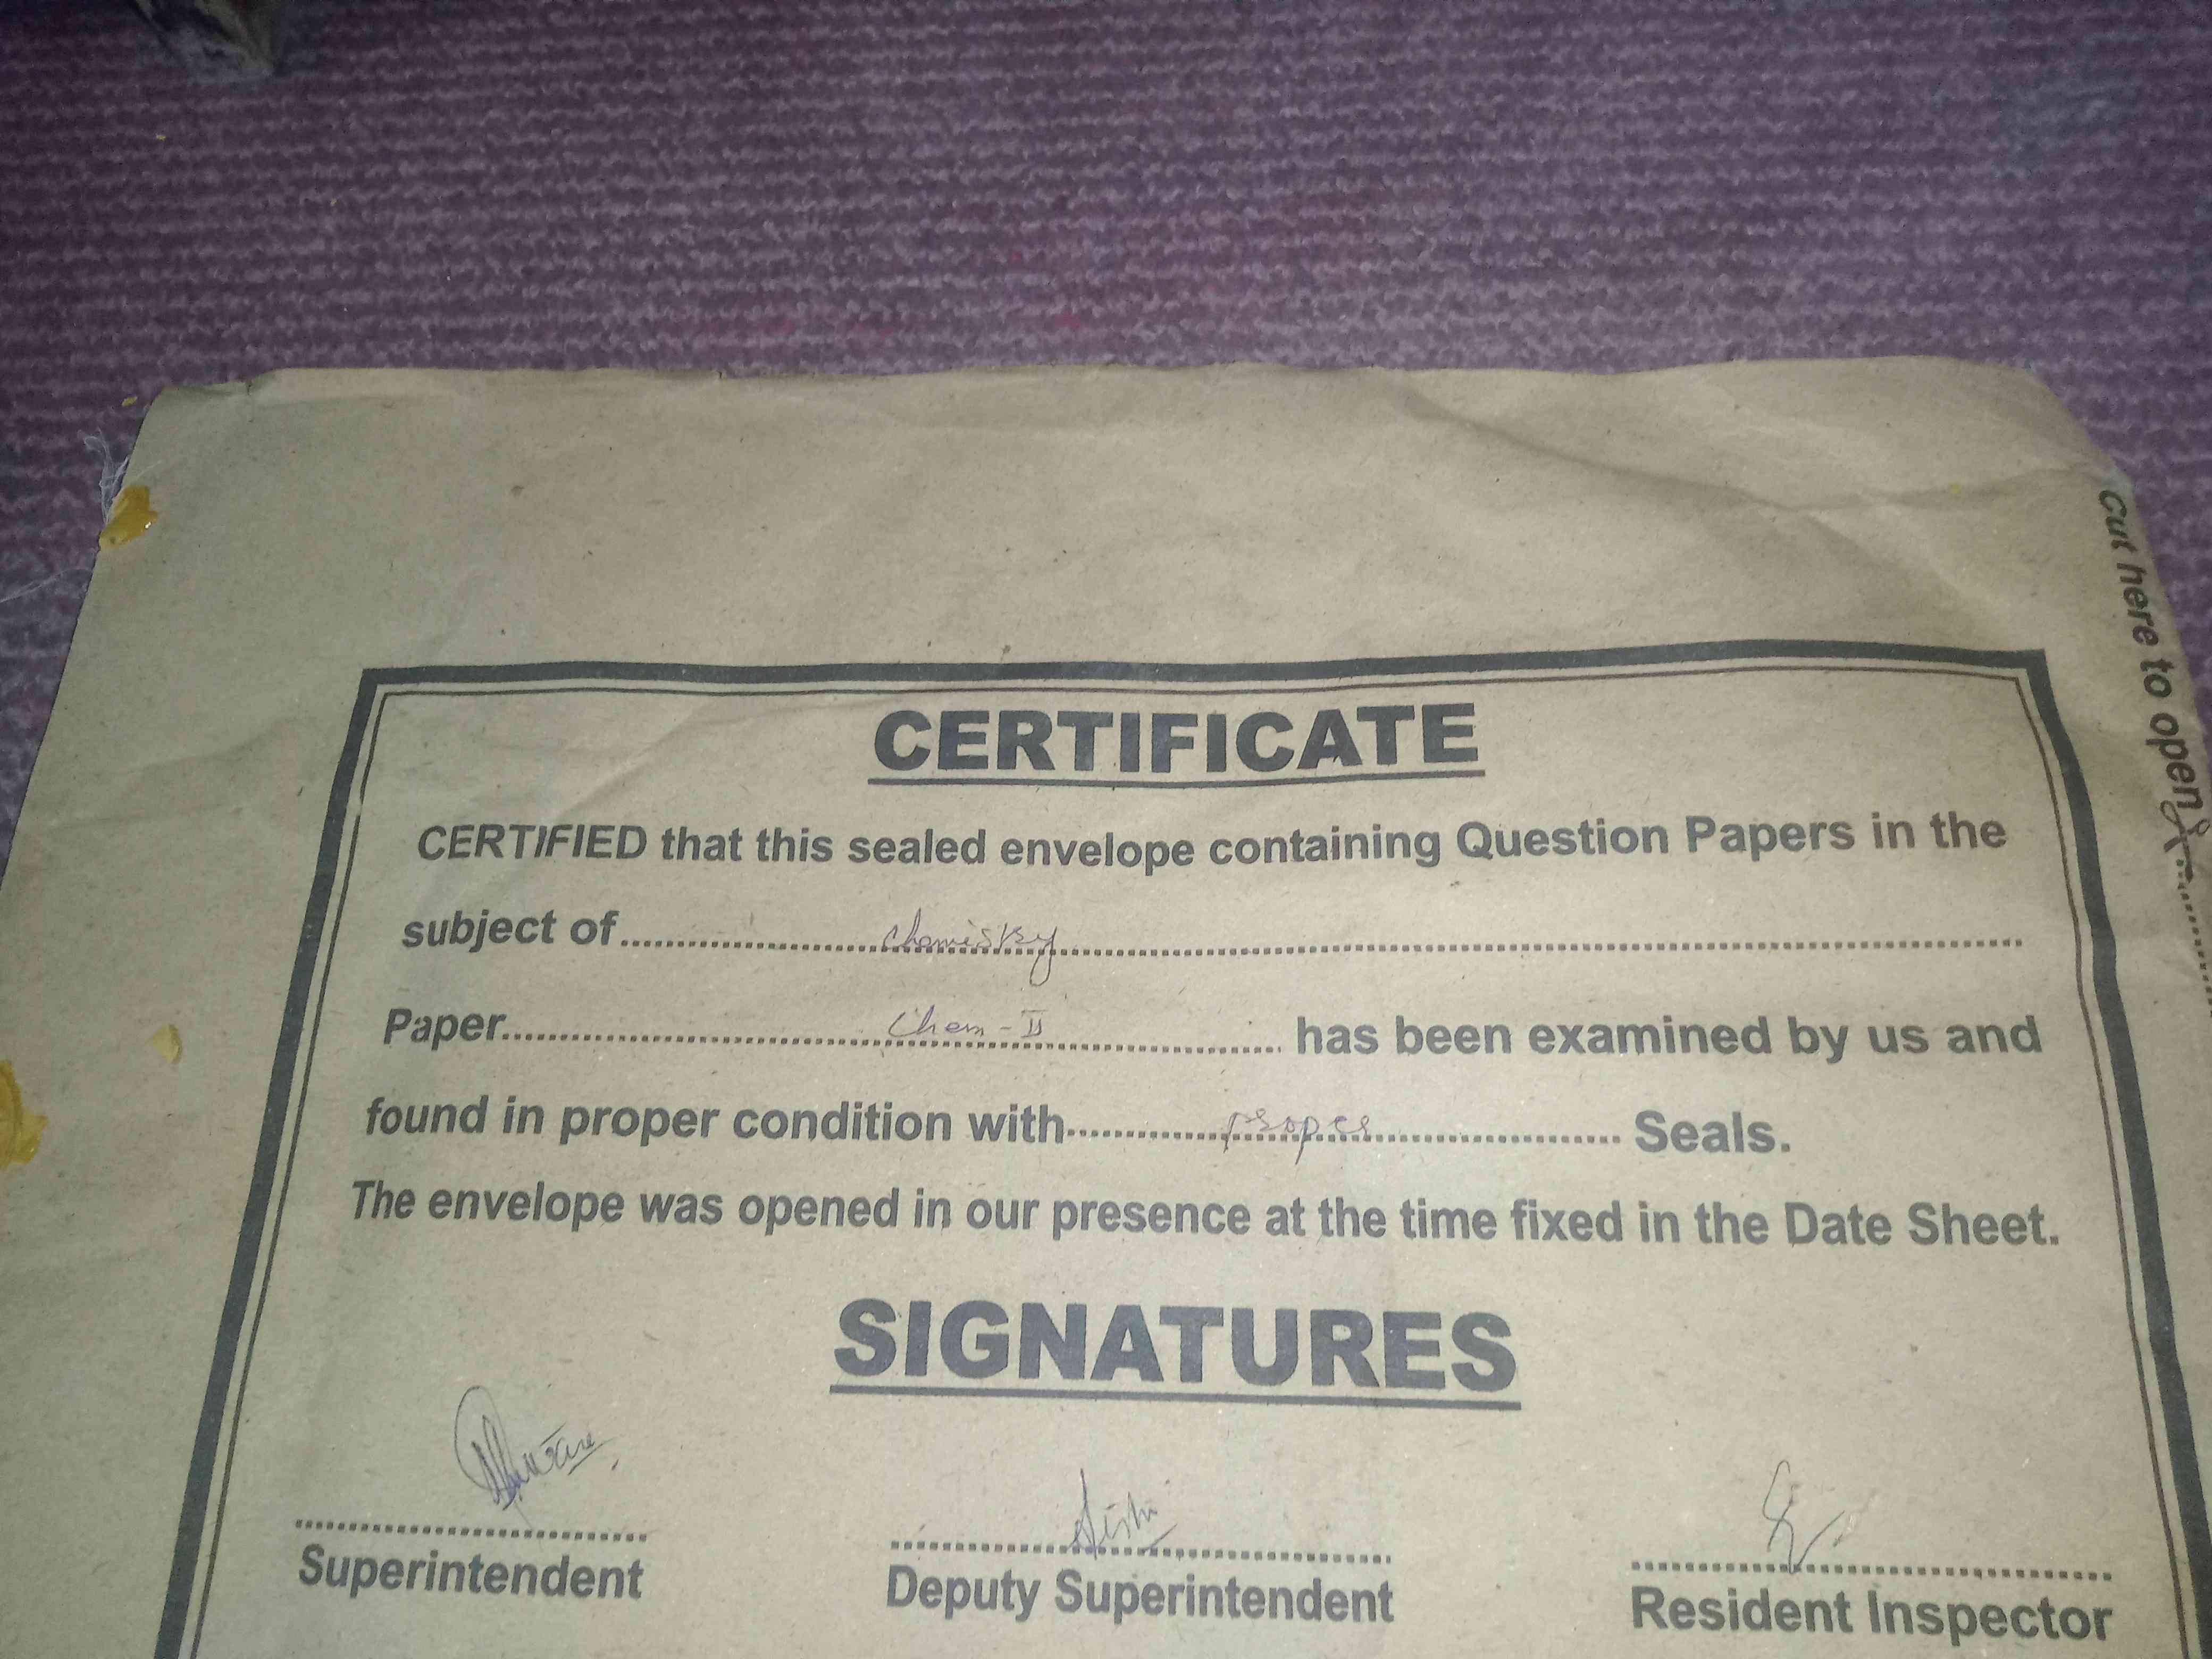 CERTIFICATE
CERTIFIED that this sealed envelope containing Question Papers in the
subject of..........chemistry..........
Paper..........Chem-II.......... has been examined by us and
found in proper condition with..........proper.......... Seals.
The envelope was opened in our presence at the time fixed in the Date Sheet.
SIGNATURES
Superintendent
Deputy Superintendent
Resident Inspector
Cut here to open